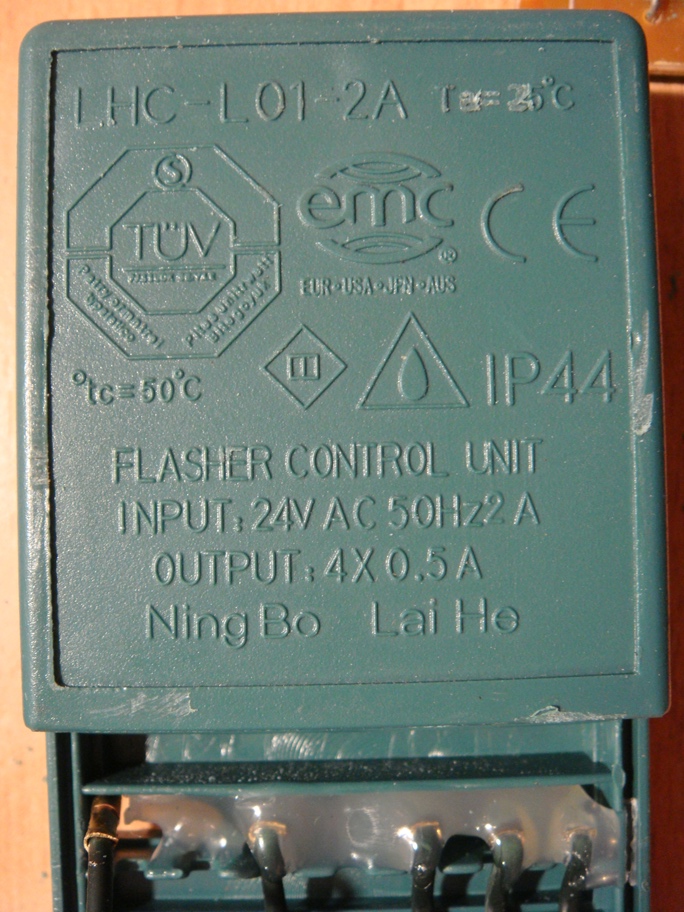 LHC-L01-2A Ta=25°C
S
TÜV
emc
®
CE
EUR·USA·JPN·AUS
°tc=50°C
III
IP44
FLASHER CONTROL UNIT
INPUT:24V AC 50Hz2 A
OUTPUT:4X0.5A
Ning Bo Lai He